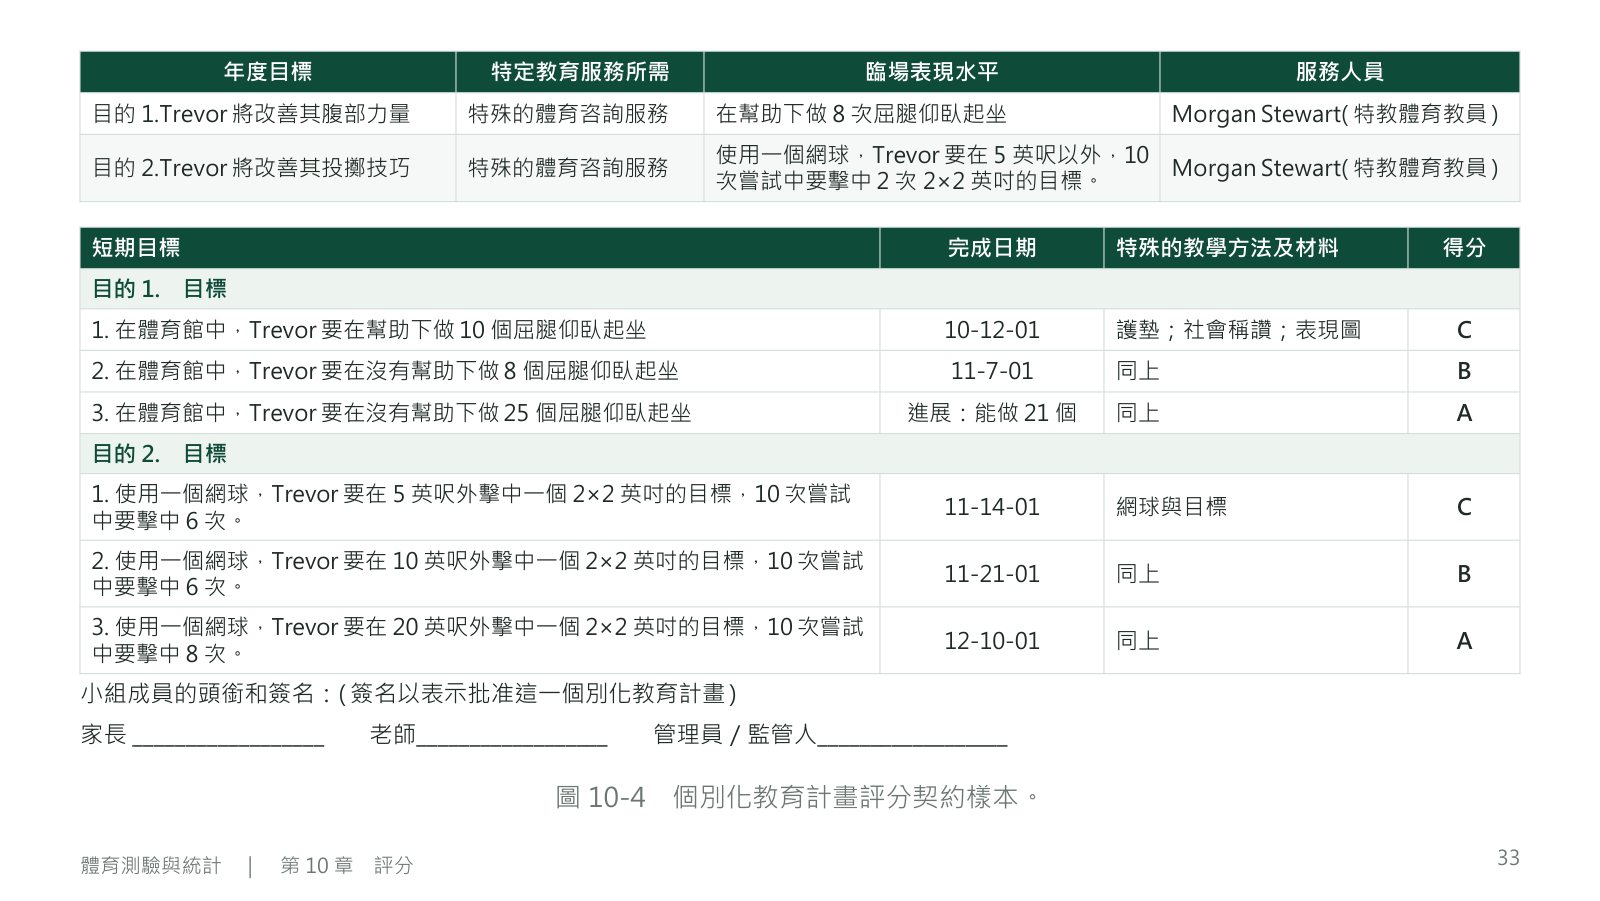 年度目標 特定教育服務所需 臨場表現水平 服務人員
目的 1.Trevor 將改善其腹部力量 特殊的體育咨詢服務 在幫助下做 8 次屈腿仰臥起坐 Morgan Stewart( 特教體育教員 )
目的 2.Trevor 將改善其投擲技巧 特殊的體育咨詢服務 使用一個網球，Trevor 要在 5 英呎以外，10
次嘗試中要擊中 2 次 2×2 英吋的目標。 Morgan Stewart( 特教體育教員 )
短期目標 完成日期 特殊的教學方法及材料 得分
目的 1. 目標
1. 在體育館中，Trevor 要在幫助下做 10 個屈腿仰臥起坐 10-12-01 護墊；社會稱讚；表現圖 C
2. 在體育館中，Trevor 要在沒有幫助下做 8 個屈腿仰臥起坐 11-7-01 同上 B
3. 在體育館中，Trevor 要在沒有幫助下做 25 個屈腿仰臥起坐 進展：能做 21 個 同上 A
目的 2. 目標
1. 使用一個網球，Trevor 要在 5 英呎外擊中一個 2×2 英吋的目標，10 次嘗試
中要擊中 6 次。 11-14-01 網球與目標 C
2. 使用一個網球，Trevor 要在 10 英呎外擊中一個 2×2 英吋的目標，10 次嘗試
中要擊中 6 次。 11-21-01 同上 B
3. 使用一個網球，Trevor 要在 20 英呎外擊中一個 2×2 英吋的目標，10 次嘗試
中要擊中 8 次。 12-10-01 同上 A
小組成員的頭銜和簽名：( 簽名以表示批准這一個別化教育計畫 )
家長 __________________ 老師__________________ 管理員 / 監管人__________________
圖 10-4 個別化教育計畫評分契約樣本。
體育測驗與統計 | 第 10 章 評分
33